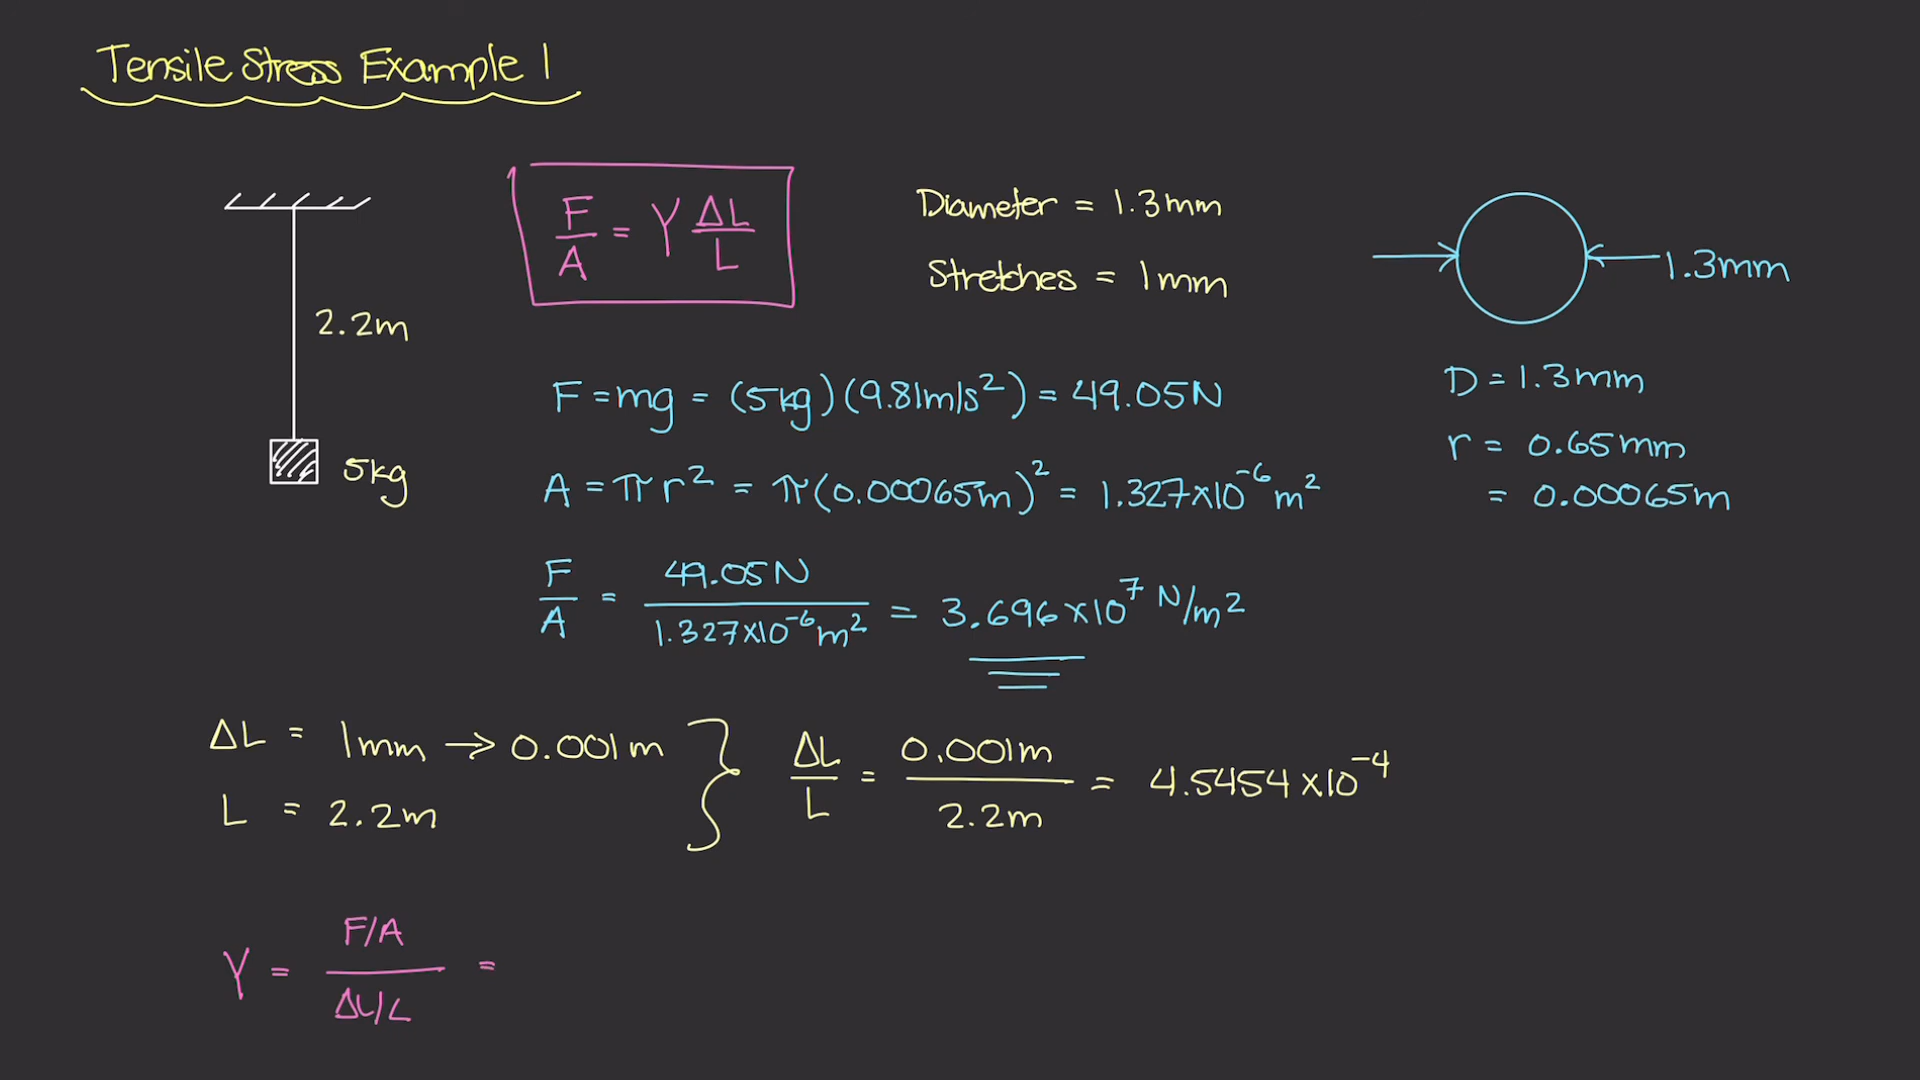 Tensile Stress Example 1
F/A = Y ΔL/L
Diameter = 1.3mm
Stretches = 1mm
1.3mm
2.2m
5kg
D = 1.3mm
r = 0.65mm
= 0.00065m
F = mg = (5kg)(9.81m/s²) = 49.05N
A = πr² = π(0.00065m)² = 1.327x10⁻⁶m²
F/A = 49.05N / 1.327x10⁻⁶m² = 3.696x10⁷ N/m²
ΔL = 1mm → 0.001m
L = 2.2m
ΔL/L = 0.001m / 2.2m = 4.5454x10⁻⁴
Y = F/A / ΔL/L =